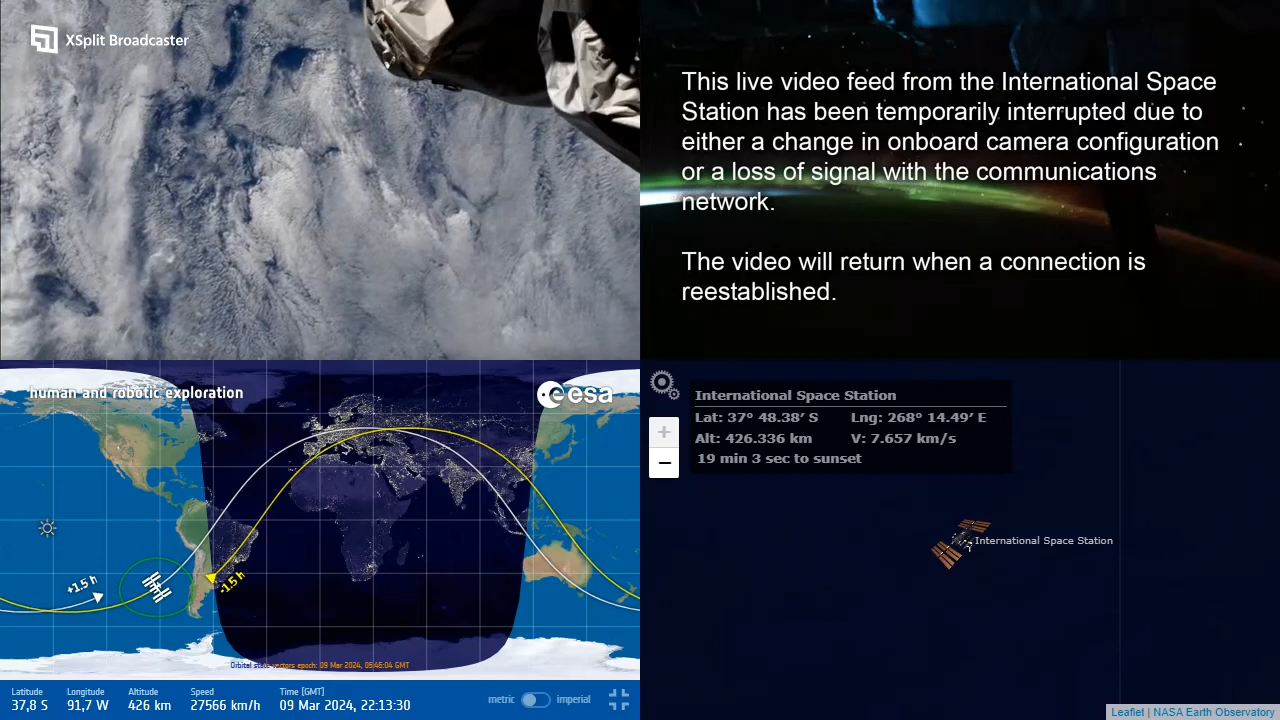 XSplit Broadcaster
This live video feed from the International Space
Station has been temporarily interrupted due to
either a change in onboard camera configuration
or a loss of signal with the communications
network.
The video will return when a connection is
reestablished.
human and robotic exploration
esa
+1.5 h
-1.5 h
Orbital state vectors epoch: 09 Mar 2024, 05:45:04 GMT
Latitude Longitude Altitude Speed Time [GMT]
37,8 S 91,7 W 426 km 27566 km/h 09 Mar 2024, 22:13:30
metric imperial
International Space Station
Lat: 37° 48.38′ S Lng: 268° 14.49′ E
Alt: 426.336 km V: 7.657 km/s
19 min 3 sec to sunset
+
−
International Space Station
Leaflet | NASA Earth Observatory